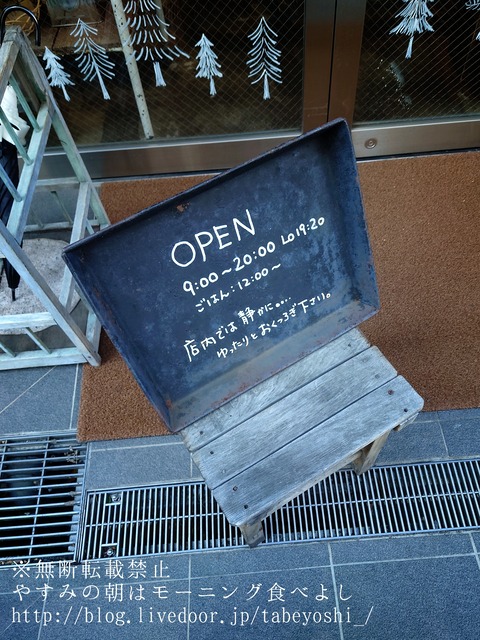 OPEN
9:00～20:00 Lo19:20
ごはん:12:00～
店内では静かに....
ゆったりとおくつろぎ下さい。
※無断転載禁止
やすみの朝はモーニング食べよし
http://blog.livedoor.jp/tabeyoshi_/